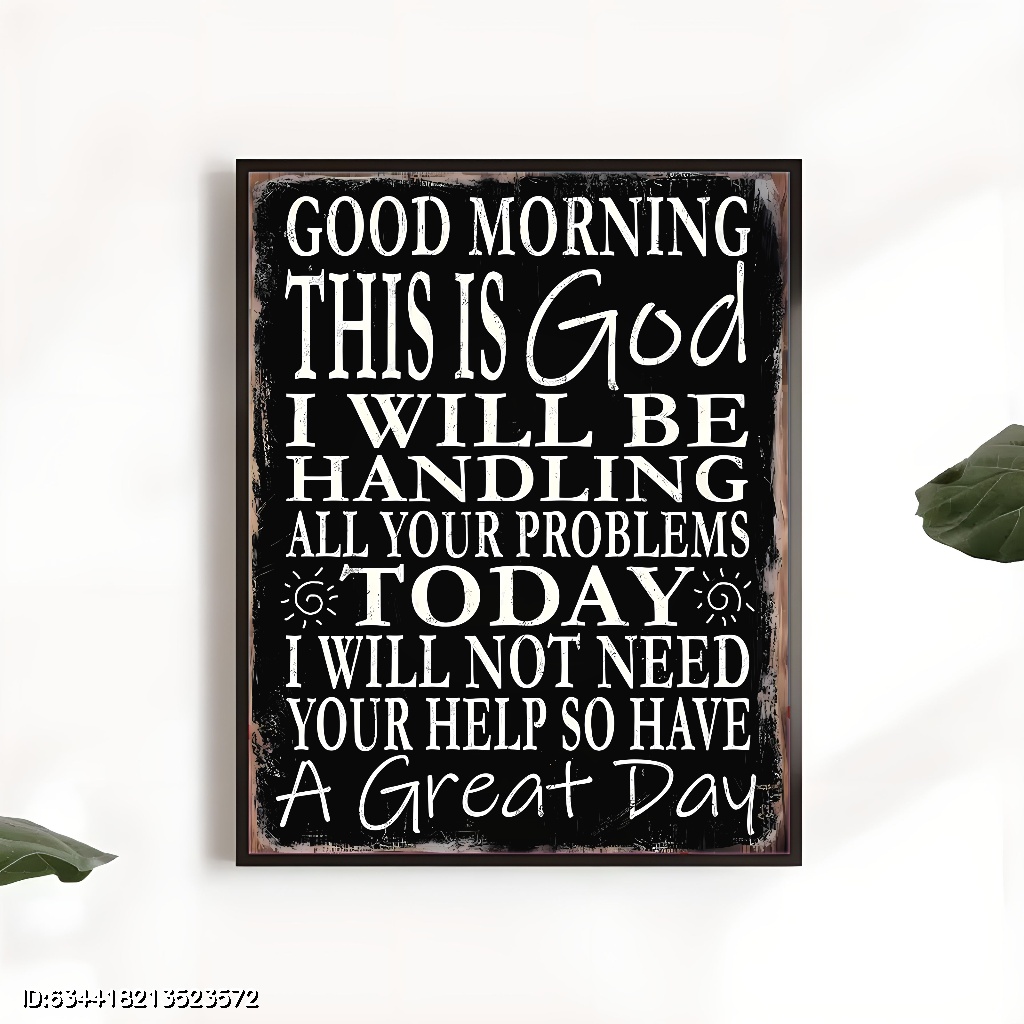 GOOD MORNING
THIS IS God
I WILL BE
HANDLING
ALL YOUR PROBLEMS
TODAY
I WILL NOT NEED
YOUR HELP SO HAVE
A Great Day
ID:634418213523572